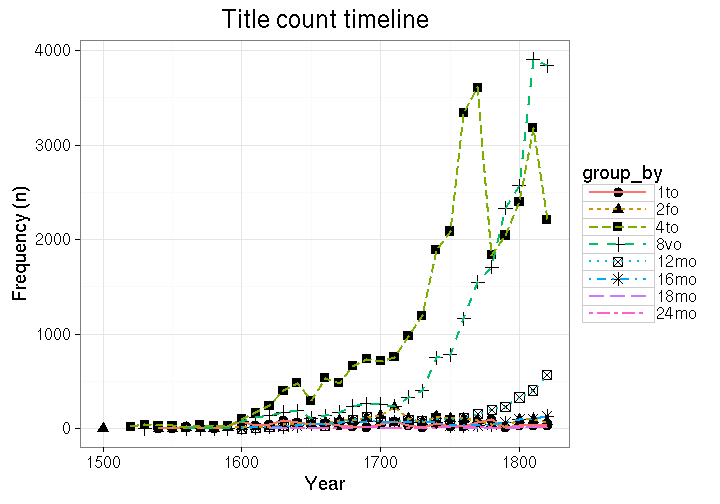 Title count timeline
4000
3000
2000
1000
0
Frequency (n)
1500
1600
1700
1800
Year
group_by
1to
2fo
4to
8vo
12mo
16mo
18mo
24mo